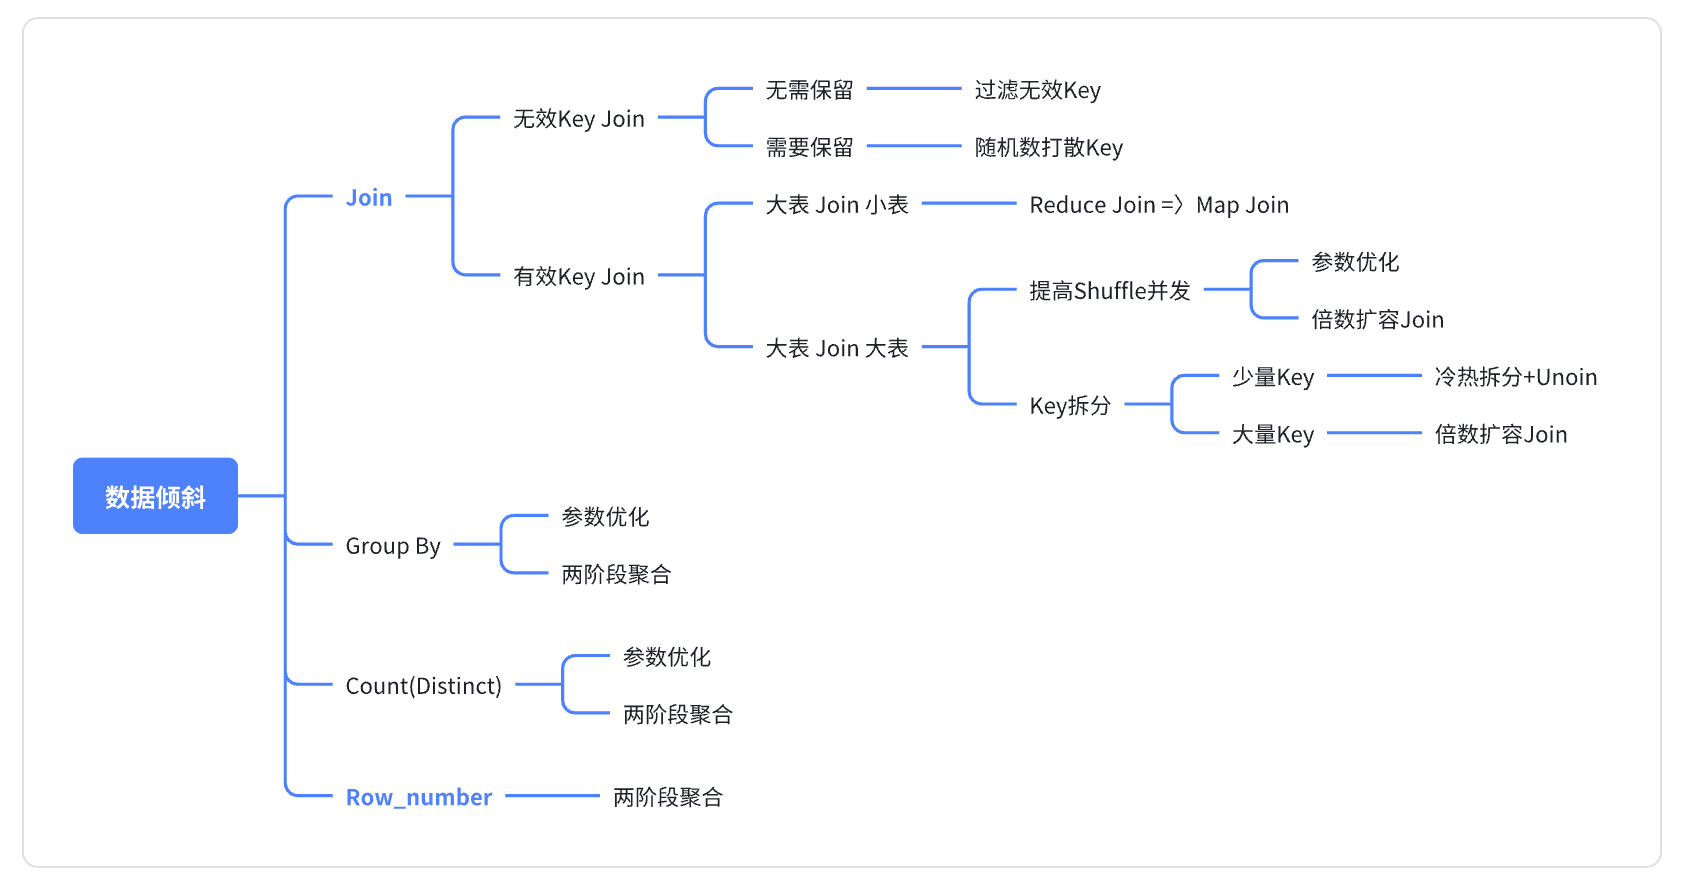 数据倾斜
Join
无效Key Join
无需保留
过滤无效Key
需要保留
随机数打散Key
有效Key Join
大表 Join 小表
Reduce Join =〉Map Join
大表 Join 大表
提高Shuffle并发
参数优化
倍数扩容Join
Key拆分
少量Key
冷热拆分+Unoin
大量Key
倍数扩容Join
Group By
参数优化
两阶段聚合
Count(Distinct)
参数优化
两阶段聚合
Row_number
两阶段聚合